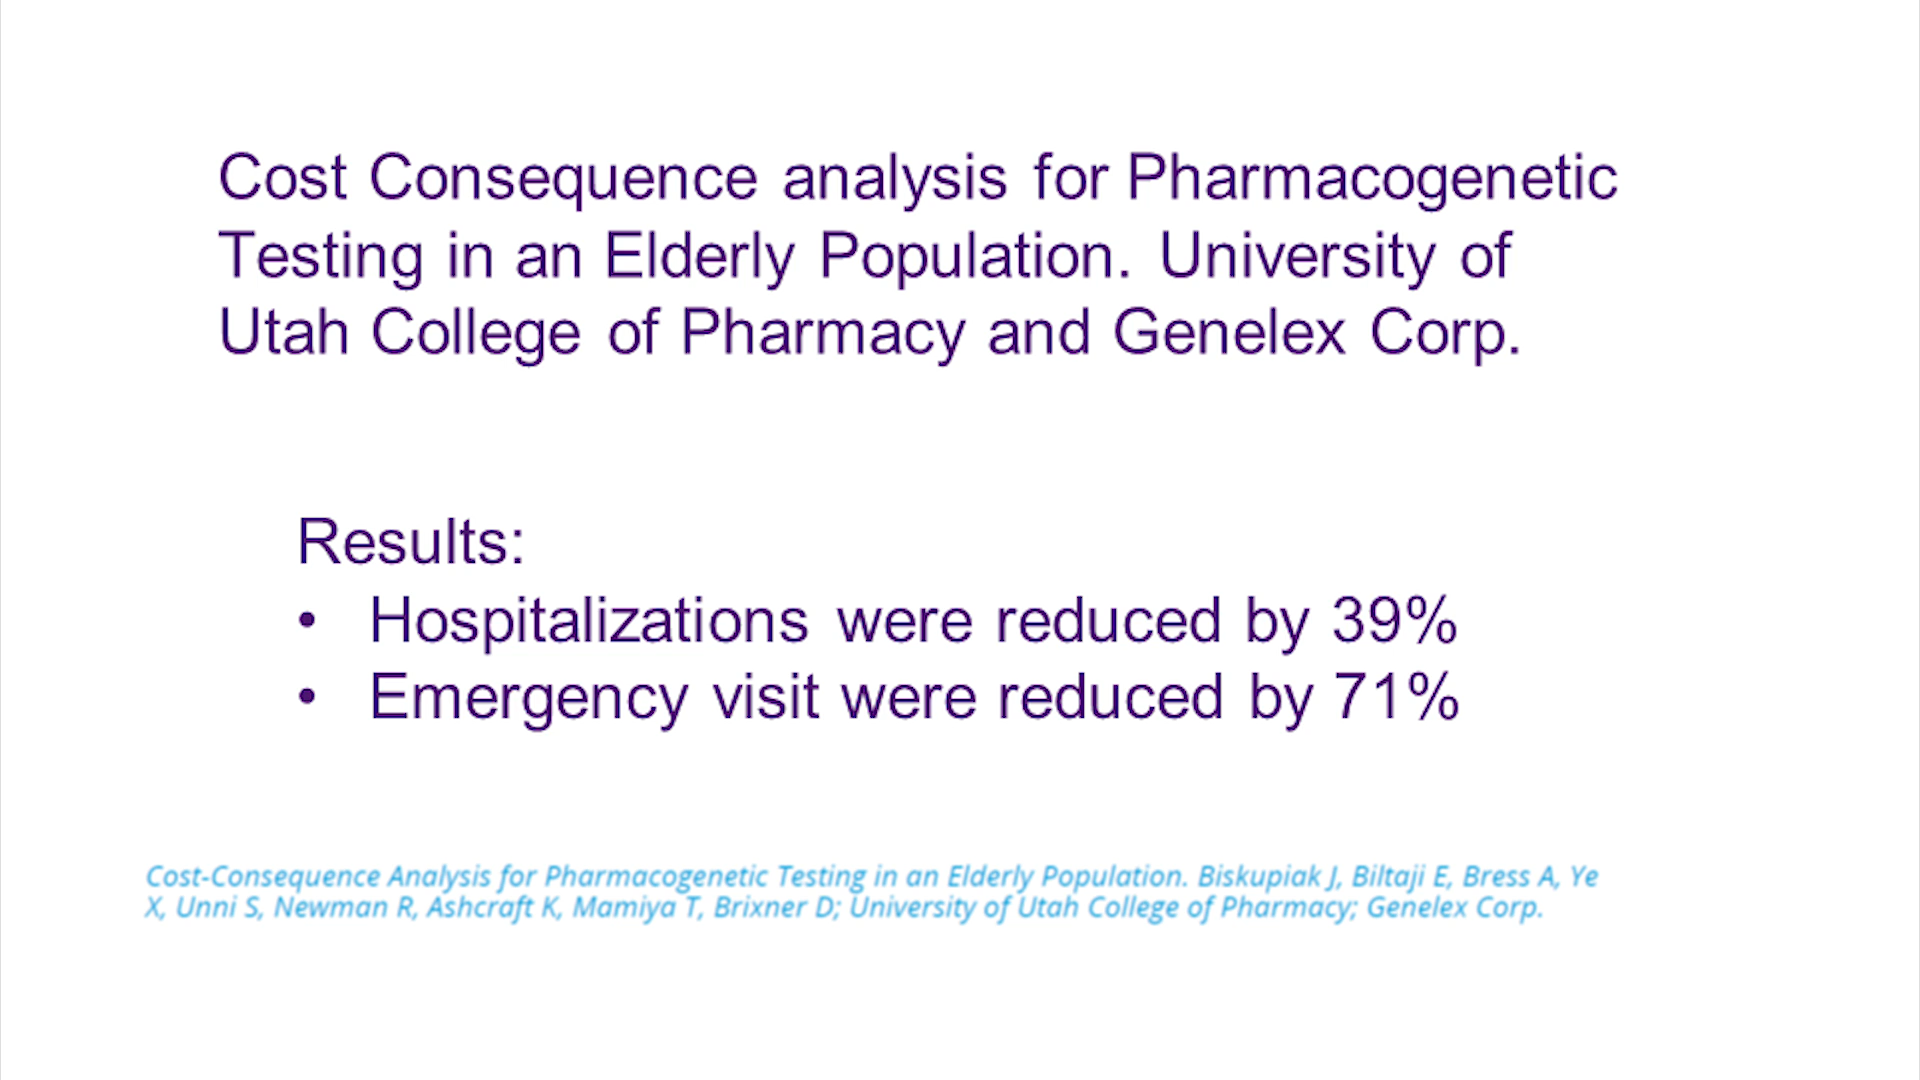 Cost Consequence analysis for Pharmacogenetic
Testing in an Elderly Population. University of
Utah College of Pharmacy and Genelex Corp.
Results:
• Hospitalizations were reduced by 39%
• Emergency visit were reduced by 71%
Cost-Consequence Analysis for Pharmacogenetic Testing in an Elderly Population. Biskupiak J, Biltaji E, Bress A, Ye
X, Unni S, Newman R, Ashcraft K, Mamiya T, Brixner D; University of Utah College of Pharmacy; Genelex Corp.